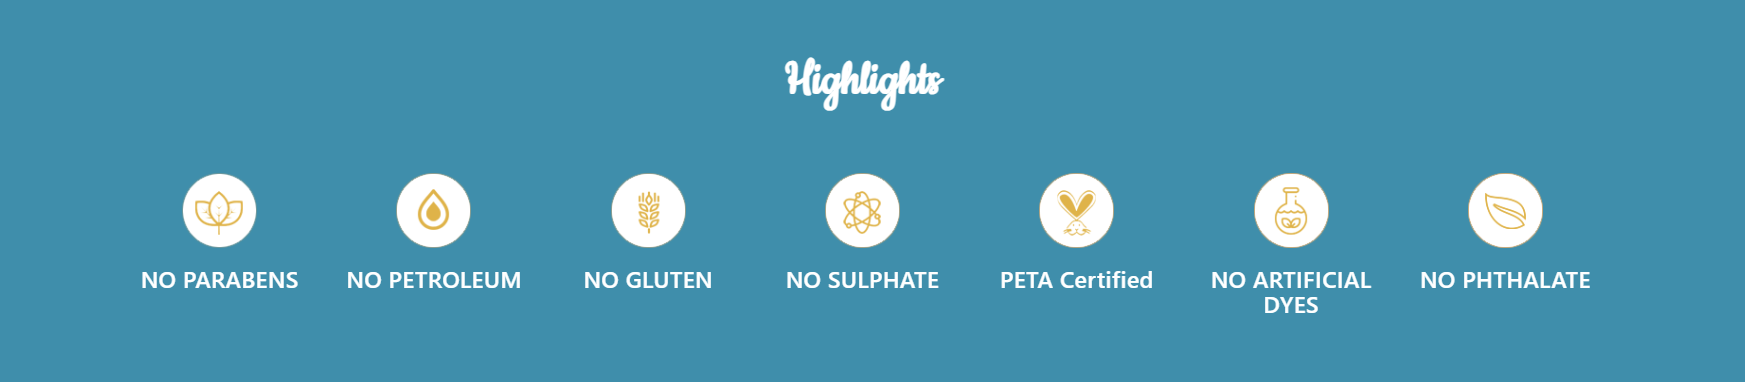 Highlights
NO PARABENS
NO PETROLEUM
NO GLUTEN
NO SULPHATE
PETA Certified
NO ARTIFICIAL
DYES
NO PHTHALATE